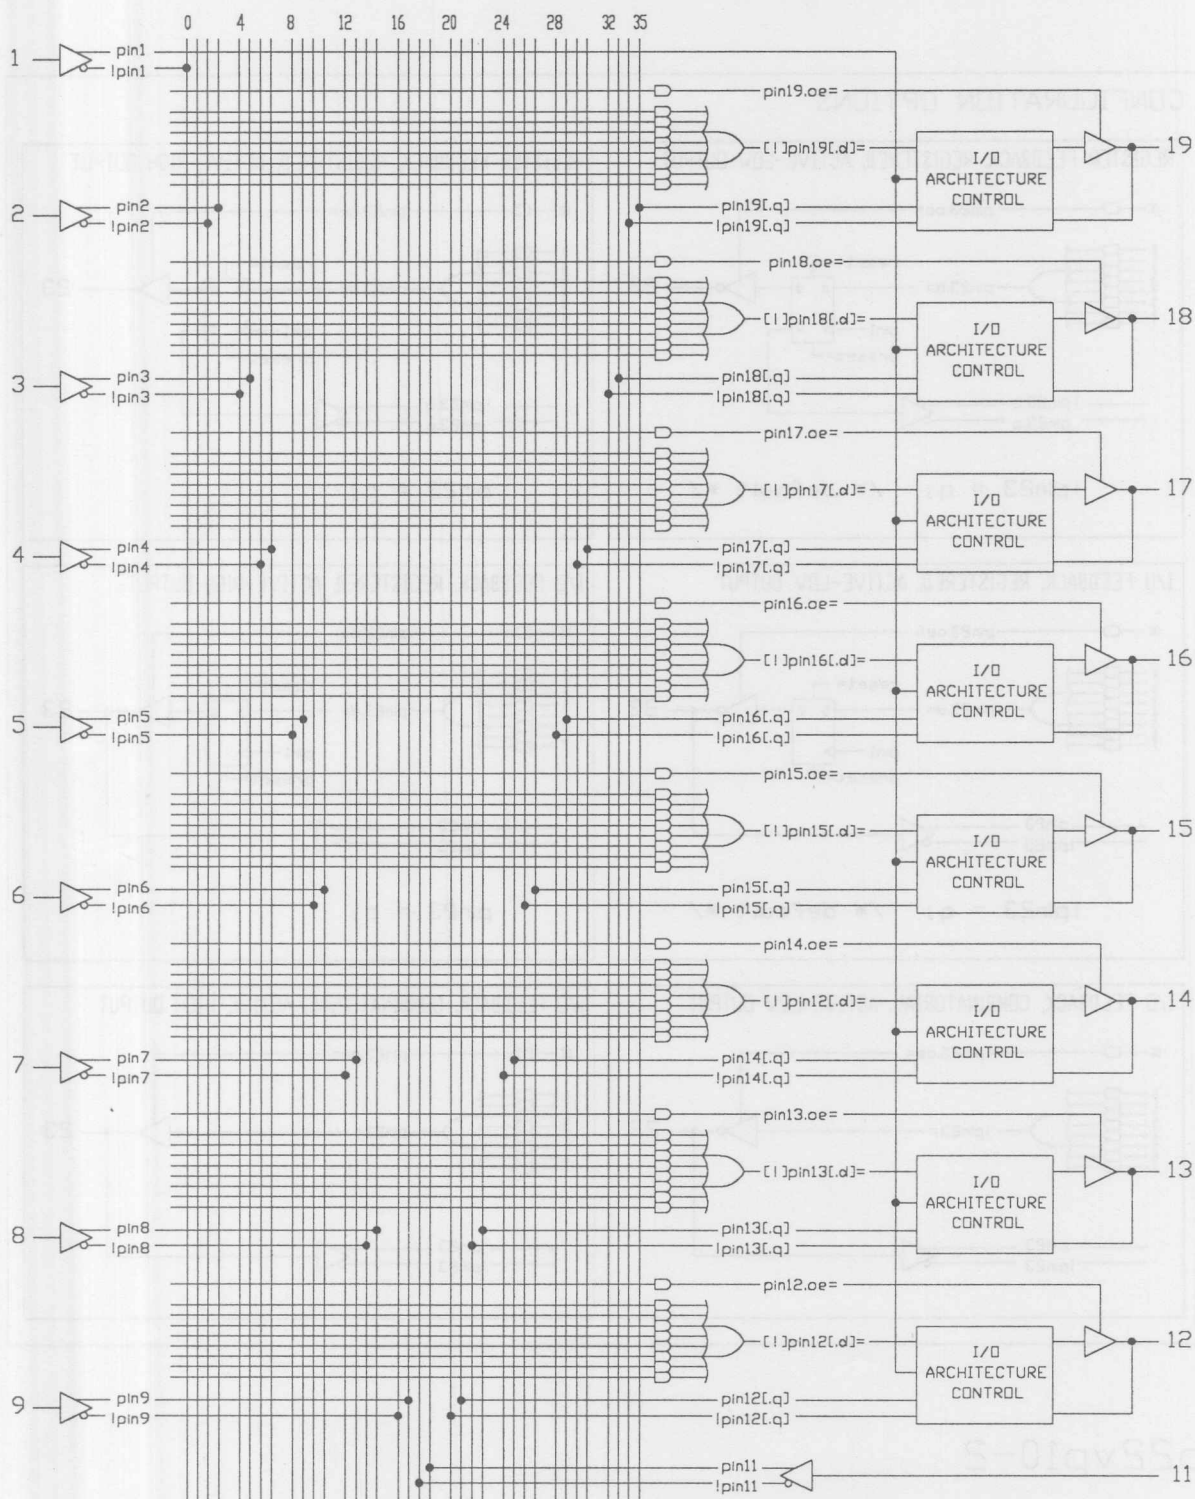 0 4 8 12 16 20 24 28 32 35
1 pin1
!pin1
pin19.oe=
[!]pin19[.d]= I/O ARCHITECTURE CONTROL 19
2 pin2 pin19[.q]
!pin2 !pin19[.q]
pin18.oe=
[!]pin18[.d]= I/O ARCHITECTURE CONTROL 18
3 pin3 pin18[.q]
!pin3 !pin18[.q]
pin17.oe=
[!]pin17[.d]= I/O ARCHITECTURE CONTROL 17
4 pin4 pin17[.q]
!pin4 !pin17[.q]
pin16.oe=
[!]pin16[.d]= I/O ARCHITECTURE CONTROL 16
5 pin5 pin16[.q]
!pin5 !pin16[.q]
pin15.oe=
[!]pin15[.d]= I/O ARCHITECTURE CONTROL 15
6 pin6 pin15[.q]
!pin6 !pin15[.q]
pin14.oe=
[!]pin12[.d]= I/O ARCHITECTURE CONTROL 14
7 pin7 pin14[.q]
!pin7 !pin14[.q]
pin13.oe=
[!]pin13[.d]= I/O ARCHITECTURE CONTROL 13
8 pin8 pin13[.q]
!pin8 !pin13[.q]
pin12.oe=
[!]pin12[.d]= I/O ARCHITECTURE CONTROL 12
9 pin9 pin12[.q]
!pin9 !pin12[.q]
pin11
!pin11 11